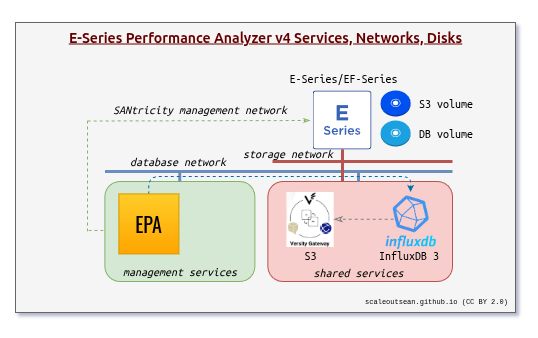 E-Series Performance Analyzer v4 Services, Networks, Disks
E-Series/EF-Series
E
Series
S3 volume
DB volume
SANtricity management network
storage network
database network
EPA
management services
Versity Gateway
S3
influxdb
InfluxDB 3
shared services
scaleoutsean.github.io (CC BY 2.0)